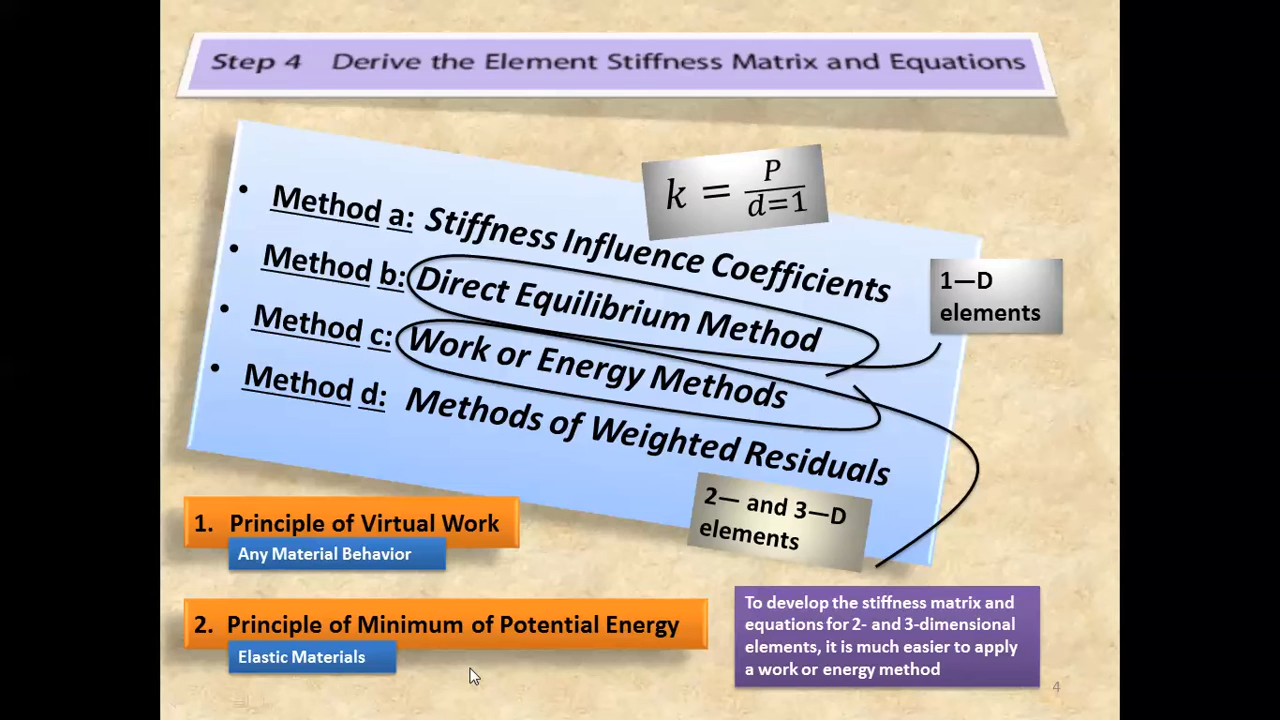 Step 4 Derive the Element Stiffness Matrix and Equations
k = P / d=1
• Method a: Stiffness Influence Coefficients
• Method b: Direct Equilibrium Method
• Method c: Work or Energy Methods
• Method d: Methods of Weighted Residuals
1—D
elements
2— and 3—D
elements
1. Principle of Virtual Work
Any Material Behavior
2. Principle of Minimum of Potential Energy
Elastic Materials
To develop the stiffness matrix and
equations for 2- and 3-dimensional
elements, it is much easier to apply
a work or energy method
4